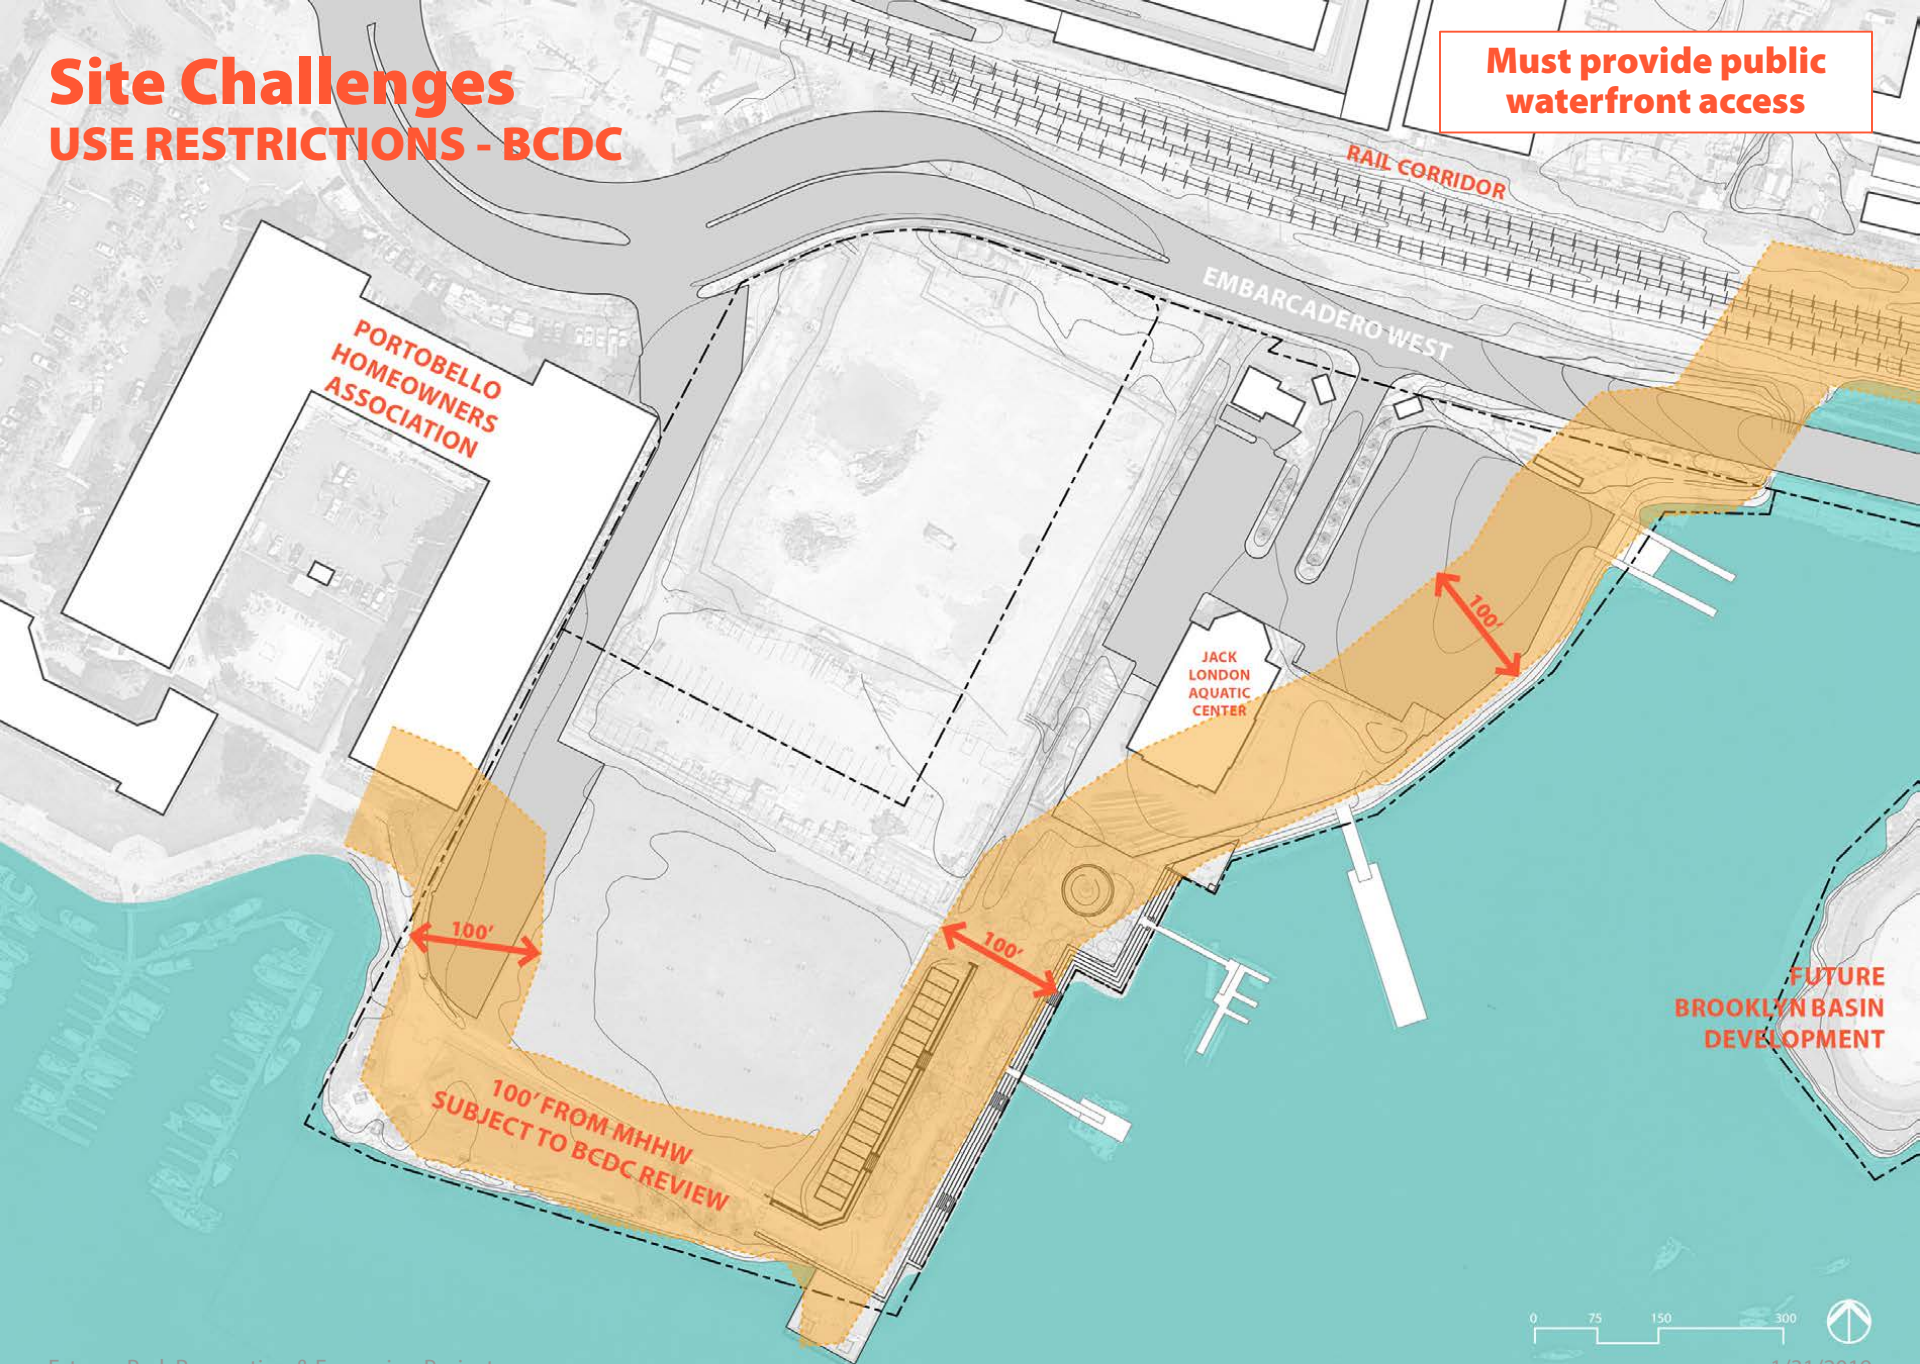 Site Challenges
USE RESTRICTIONS - BCDC
Must provide public
waterfront access
RAIL CORRIDOR
EMBARCADERO WEST
PORTOBELLO
HOMEOWNERS
ASSOCIATION
100'
JACK
LONDON
AQUATIC
CENTER
100'
100'
FUTURE
BROOKLYN BASIN
DEVELOPMENT
100' FROM MHHW
SUBJECT TO BCDC REVIEW
0 75 150 300